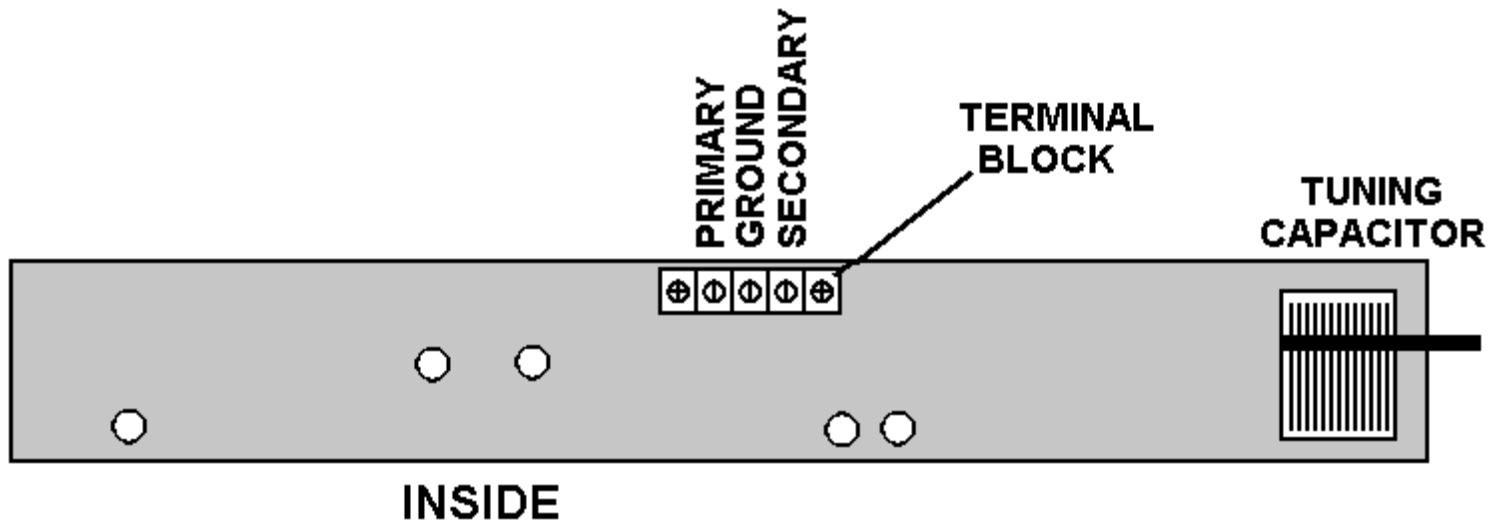 PRIMARY
GROUND
SECONDARY
TERMINAL
BLOCK
TUNING
CAPACITOR
INSIDE